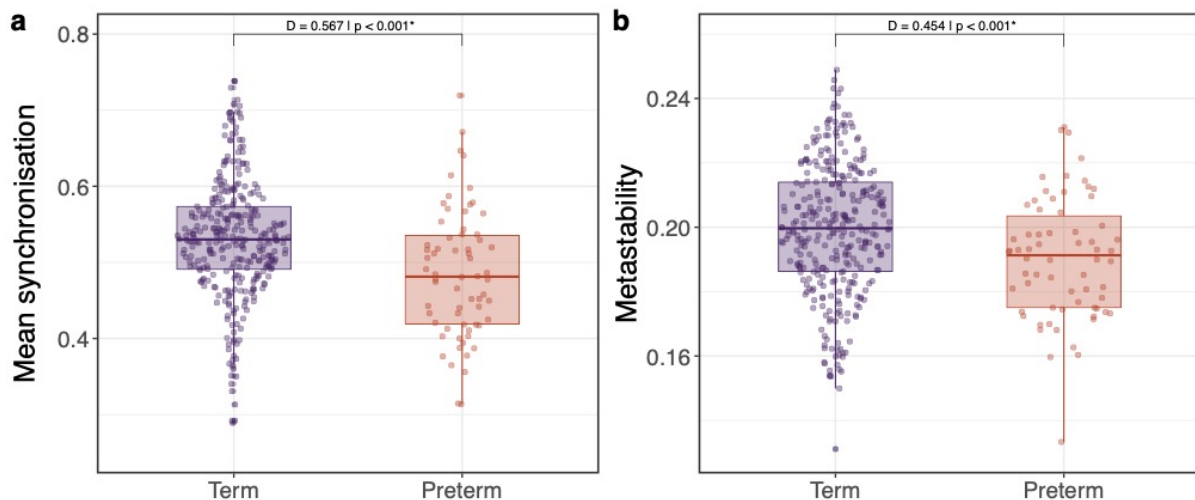 a
D = 0.567 | p < 0.001*
Mean synchronisation
0.8
0.6
0.4
Term
Preterm
b
D = 0.454 | p < 0.001*
Metastability
0.24
0.20
0.16
Term
Preterm